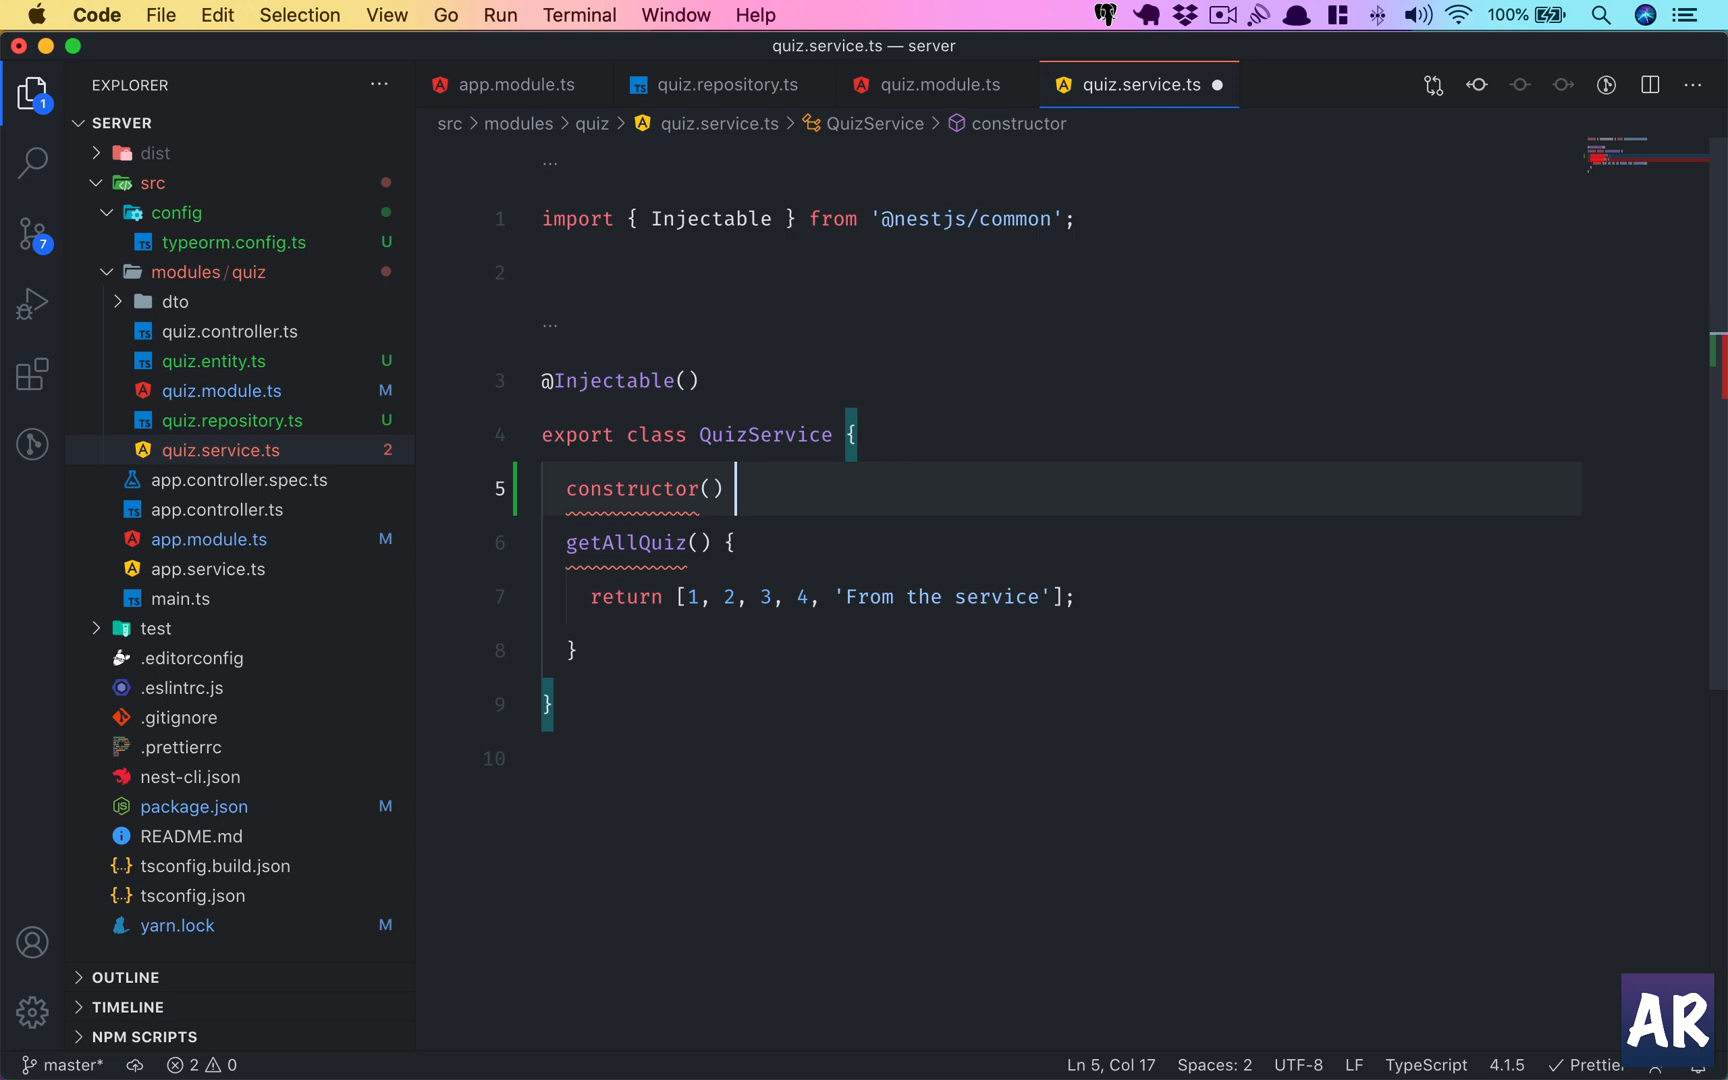 Code File Edit Selection View Go Run Terminal Window Help 100%
quiz.service.ts — server
EXPLORER ...
app.module.ts quiz.repository.ts quiz.module.ts quiz.service.ts
src > modules > quiz > quiz.service.ts > QuizService > constructor
SERVER
dist
src
config
typeorm.config.ts U
modules/quiz
dto
quiz.controller.ts
quiz.entity.ts U
quiz.module.ts M
quiz.repository.ts U
quiz.service.ts 2
app.controller.spec.ts
app.controller.ts
app.module.ts M
app.service.ts
main.ts
test
.editorconfig
.eslintrc.js
.gitignore
.prettierrc
nest-cli.json
package.json M
README.md
tsconfig.build.json
tsconfig.json
yarn.lock M
OUTLINE
TIMELINE
NPM SCRIPTS
1
7
...
1 import { Injectable } from '@nestjs/common';
2
...
3 @Injectable()
4 export class QuizService {
5 constructor()
6 getAllQuiz() {
7 return [1, 2, 3, 4, 'From the service'];
8 }
9 }
10
AR
master* 2 0 Ln 5, Col 17 Spaces: 2 UTF-8 LF TypeScript 4.1.5